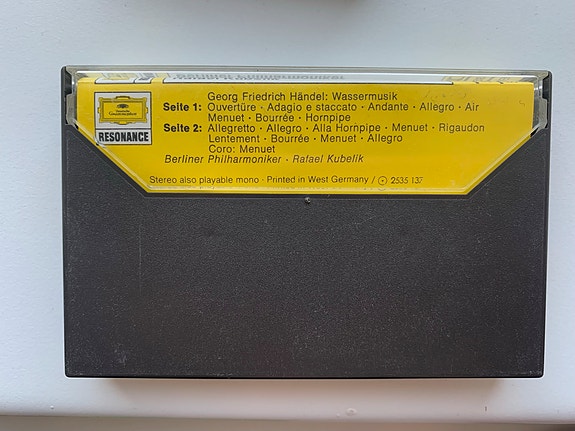 Georg Friedrich Händel: Wassermusik
Seite 1: Ouvertüre · Adagio e staccato · Andante · Allegro · Air
Menuet · Bourrée · Hornpipe
Seite 2: Allegretto · Allegro · Alla Hornpipe · Menuet · Rigaudon
Lentement · Bourrée · Menuet · Allegro
Coro: Menuet
Berliner Philharmoniker · Rafael Kubelik
Stereo also playable mono · Printed in West Germany / Ⓟ 2535 137
Deutsche
Grammophon
RESONANCE